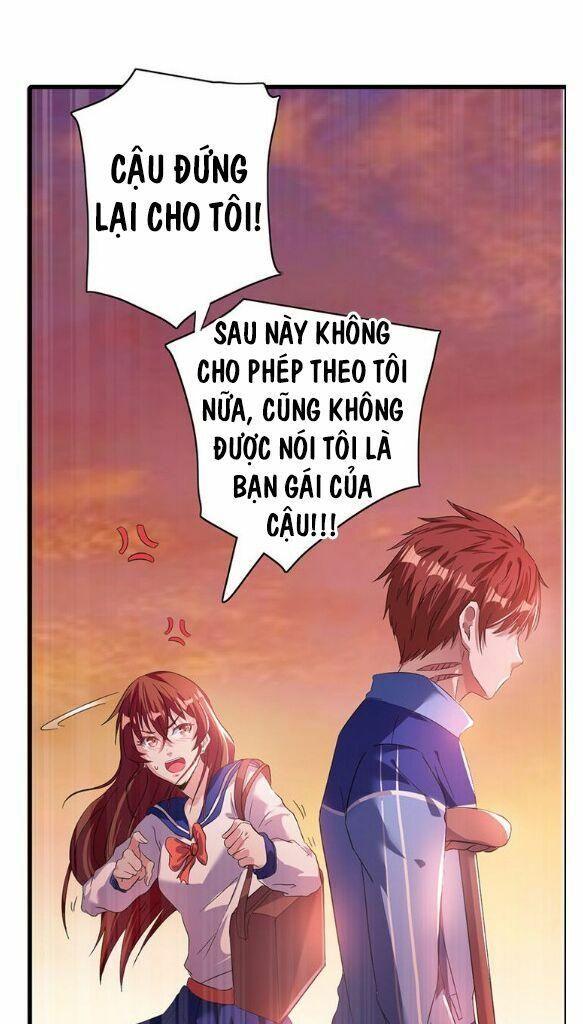 CẬU ĐỨNG
LẠI CHO TÔI!
SAU NÀY KHÔNG
CHO PHÉP THEO TÔI
NỮA, CŨNG KHÔNG
ĐƯỢC NÓI TÔI LÀ
BẠN GÁI CỦA
CẬU!!!